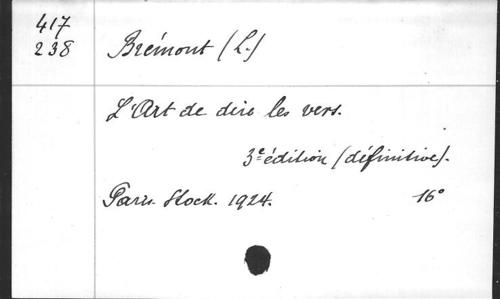 417
238
Brémont (L.)
L'Art de dire les vers.
3e édition (définitive).
Paris. Stock. 1924. 16°